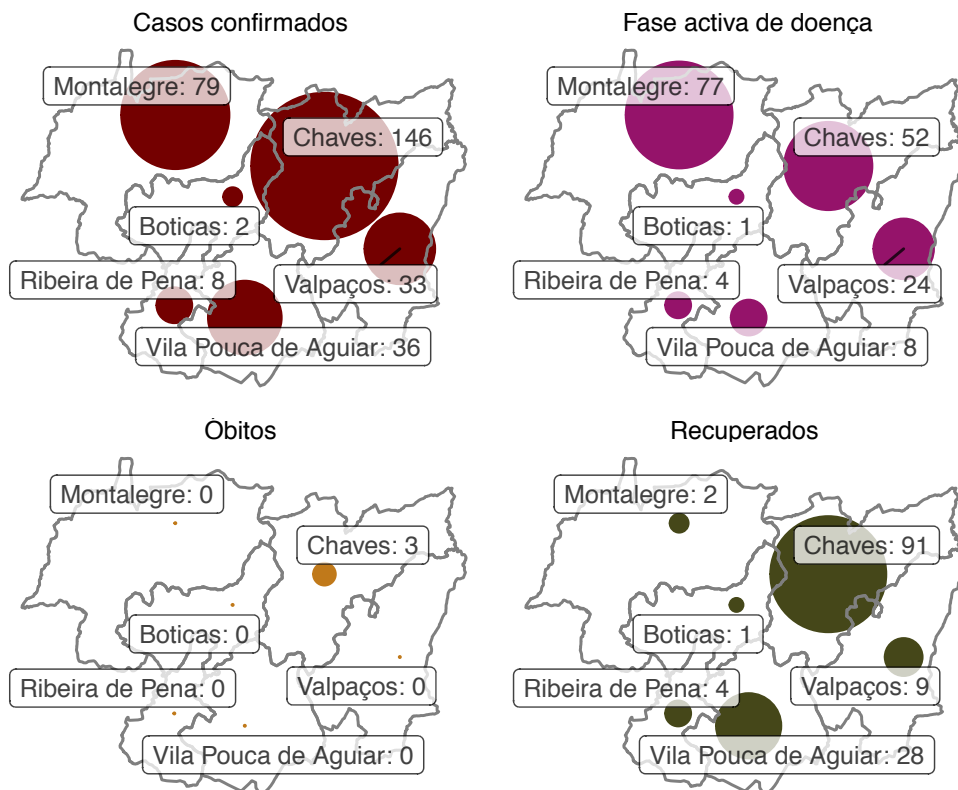 Casos confirmados
Montalegre: 79
Chaves: 146
Boticas: 2
Ribeira de Pena: 8
Valpaços: 33
Vila Pouca de Aguiar: 36
Fase activa de doença
Montalegre: 77
Chaves: 52
Boticas: 1
Ribeira de Pena: 4
Valpaços: 24
Vila Pouca de Aguiar: 8
Óbitos
Montalegre: 0
Chaves: 3
Boticas: 0
Ribeira de Pena: 0
Valpaços: 0
Vila Pouca de Aguiar: 0
Recuperados
Montalegre: 2
Chaves: 91
Boticas: 1
Ribeira de Pena: 4
Valpaços: 9
Vila Pouca de Aguiar: 28